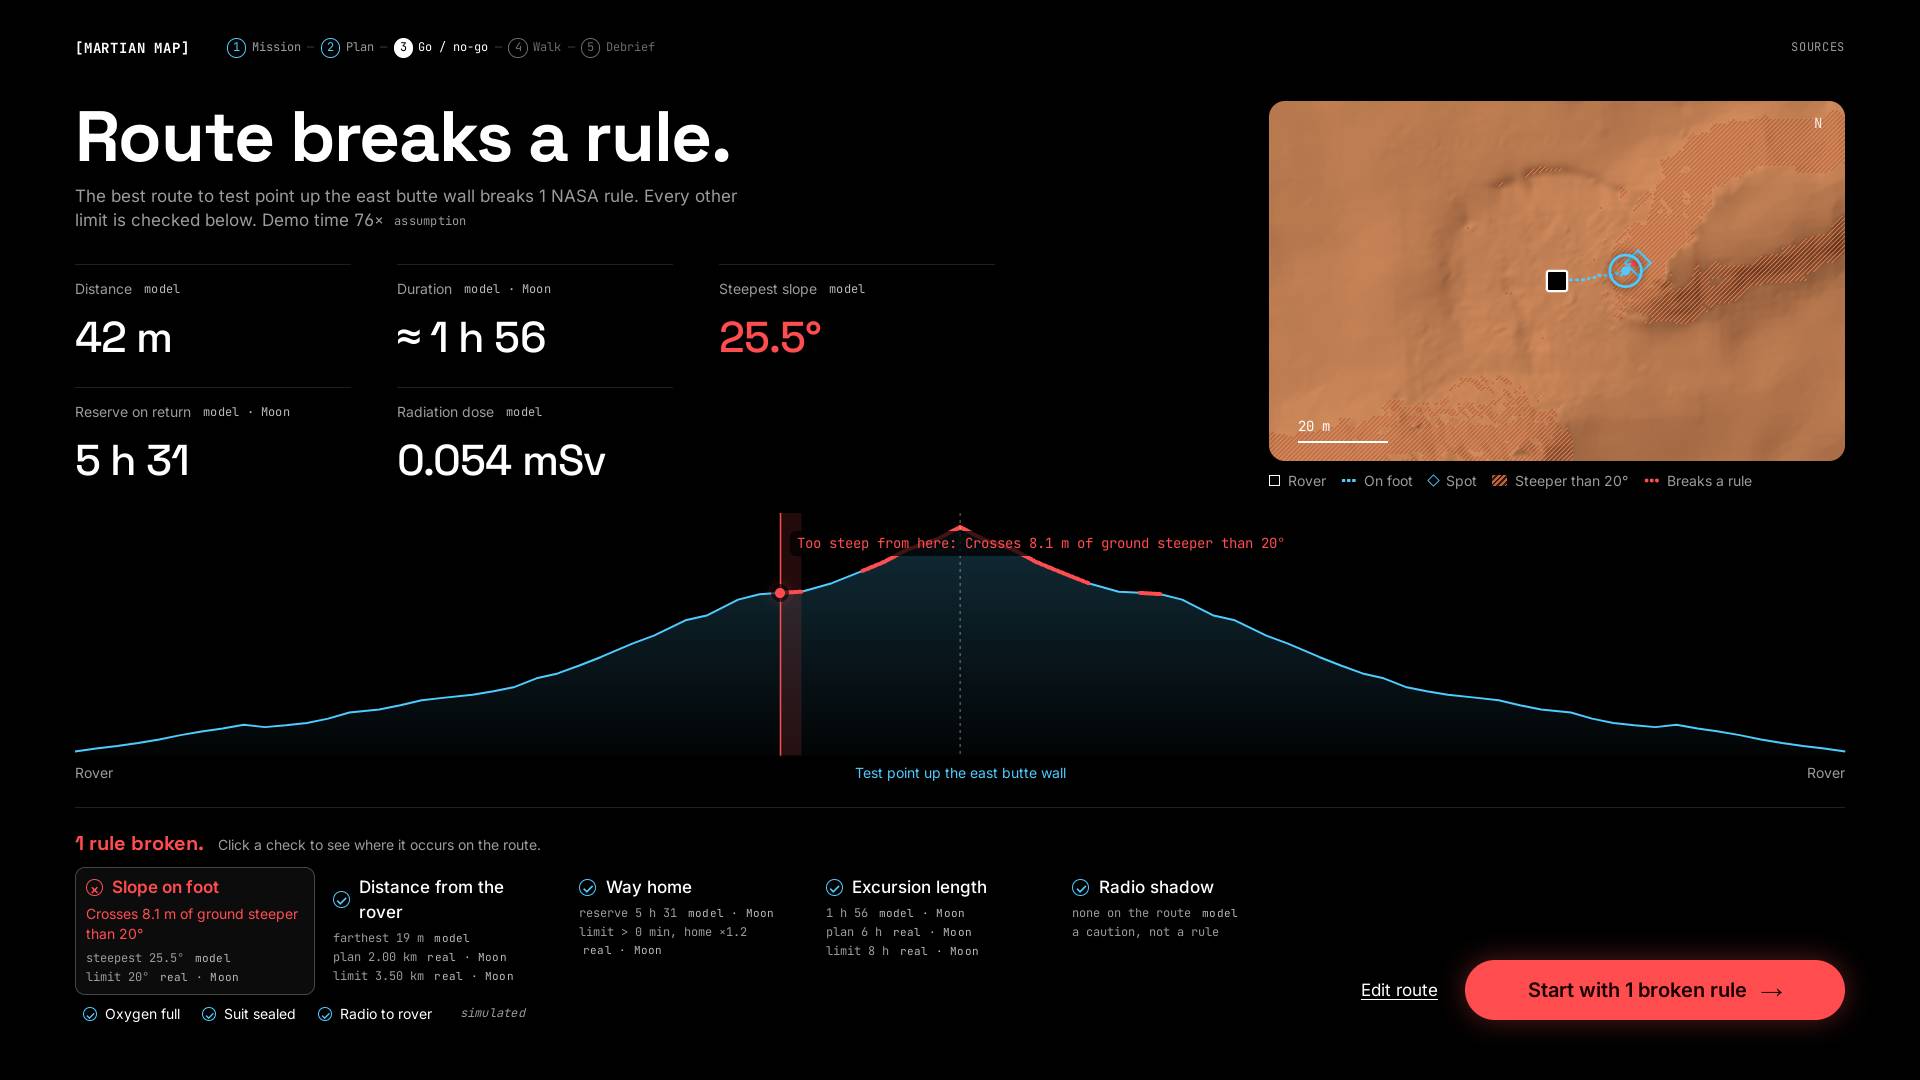 [MARTIAN MAP]
1 Mission — 2 Plan — 3 Go / no-go — 4 Walk — 5 Debrief
SOURCES
Route breaks a rule.
The best route to test point up the east butte wall breaks 1 NASA rule. Every other
limit is checked below. Demo time 76× assumption
Distance model
42 m
Duration model · Moon
≈ 1 h 56
Steepest slope model
25.5°
Reserve on return model · Moon
5 h 31
Radiation dose model
0.054 mSv
N
20 m
Rover On foot Spot Steeper than 20° Breaks a rule
Too steep from here: Crosses 8.1 m of ground steeper than 20°
Rover
Test point up the east butte wall
Rover
1 rule broken. Click a check to see where it occurs on the route.
Slope on foot
Crosses 8.1 m of ground steeper
than 20°
steepest 25.5° model
limit 20° real · Moon
Distance from the
rover
farthest 19 m model
plan 2.00 km real · Moon
limit 3.50 km real · Moon
Way home
reserve 5 h 31 model · Moon
limit > 0 min, home ×1.2
real · Moon
Excursion length
1 h 56 model · Moon
plan 6 h real · Moon
limit 8 h real · Moon
Radio shadow
none on the route model
a caution, not a rule
Oxygen full Suit sealed Radio to rover simulated
Edit route
Start with 1 broken rule →